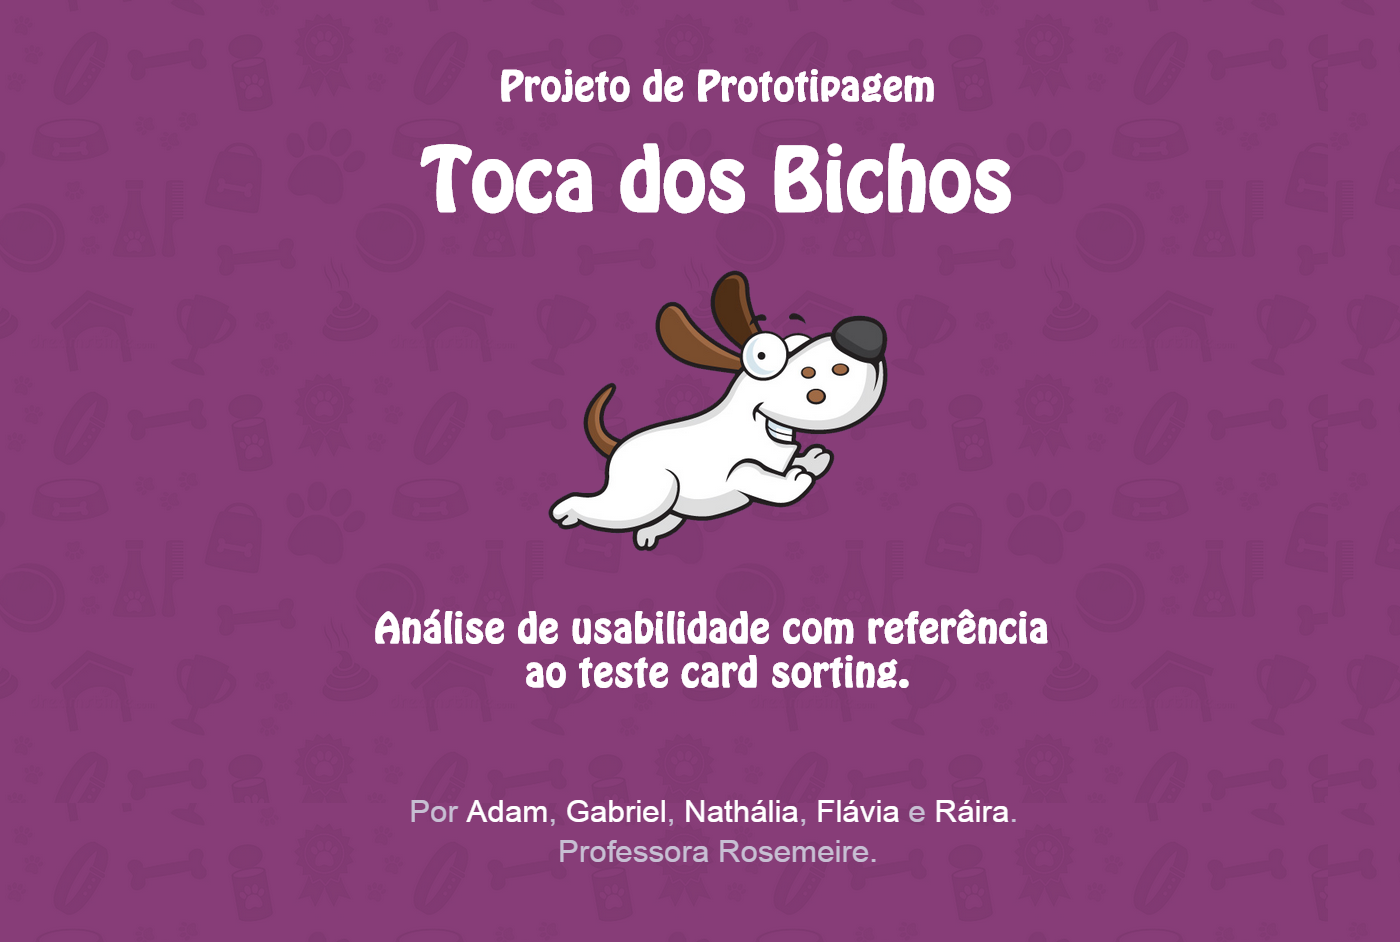 Projeto de Prototipagem
Toca dos Bichos
Análise de usabilidade com referência
ao teste card sorting.
Por Adam, Gabriel, Nathália, Flávia e Ráira.
Professora Rosemeire.